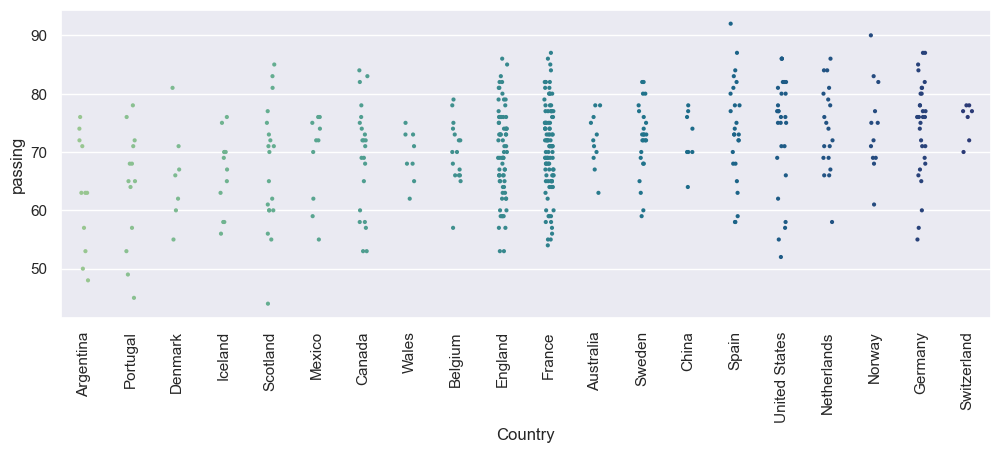 passing
90
80
70
60
50
Argentina
Portugal
Denmark
Iceland
Scotland
Mexico
Canada
Wales
Belgium
England
France
Australia
Sweden
China
Spain
United States
Netherlands
Norway
Germany
Switzerland
Country